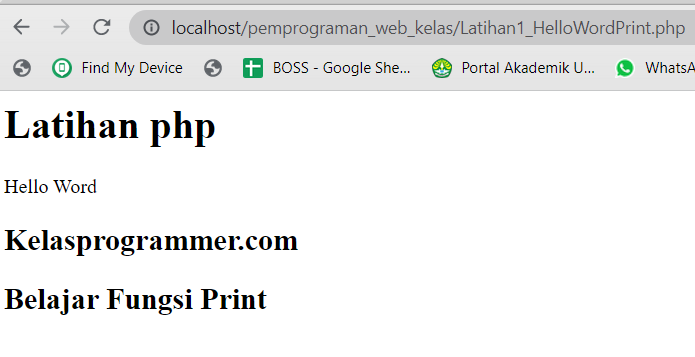 localhost/pemprograman_web_kelas/Latihan1_HelloWordPrint.php
Find My Device BOSS - Google She... Portal Akademik U... WhatsA
Latihan php
Hello Word
Kelasprogrammer.com
Belajar Fungsi Print